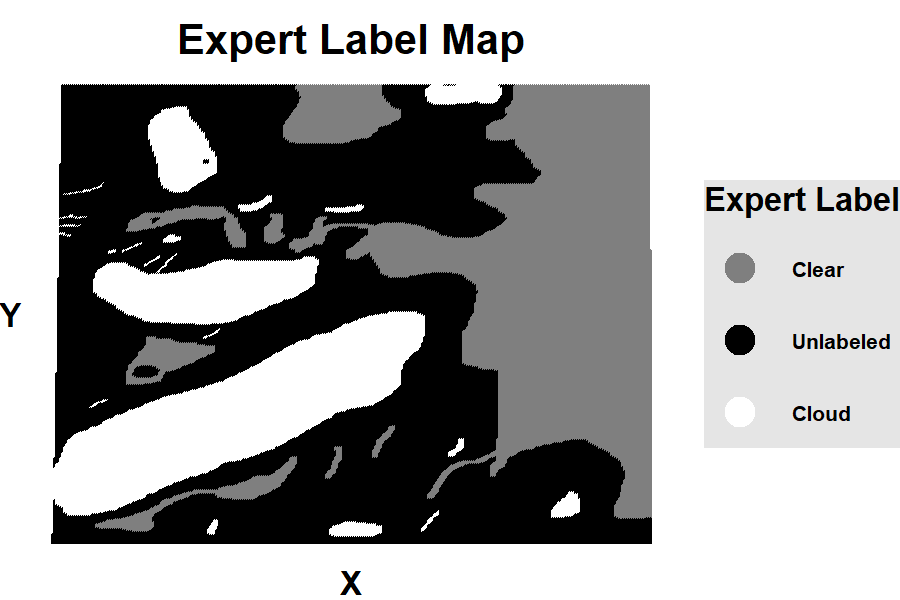 Expert Label Map
Expert Label
Clear
Unlabeled
Cloud
Y
X